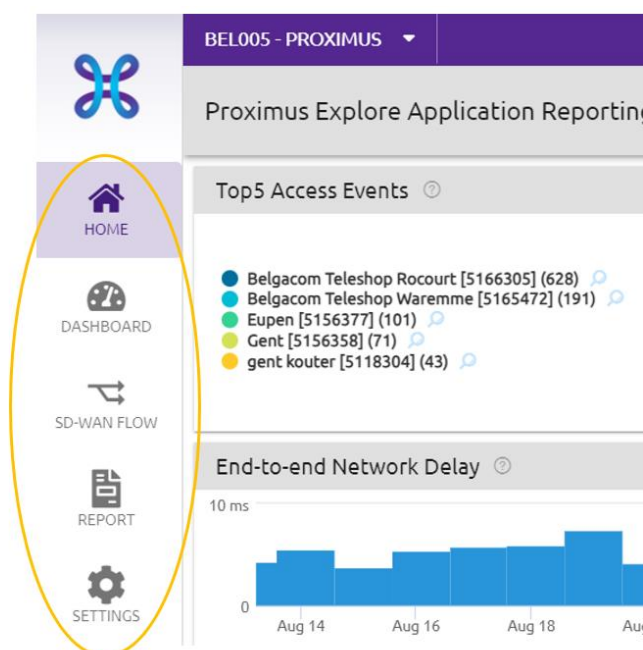 BEL005 - PROXIMUS
Proximus Explore Application Reporting
HOME
DASHBOARD
SD-WAN FLOW
REPORT
SETTINGS
Top5 Access Events
Belgacom Teleshop Rocourt [5166305] (628)
Belgacom Teleshop Waremme [5165472] (191)
Eupen [5156377] (101)
Gent [5156358] (71)
gent kouter [5118304] (43)
End-to-end Network Delay
10 ms
0
Aug 14 Aug 16 Aug 18